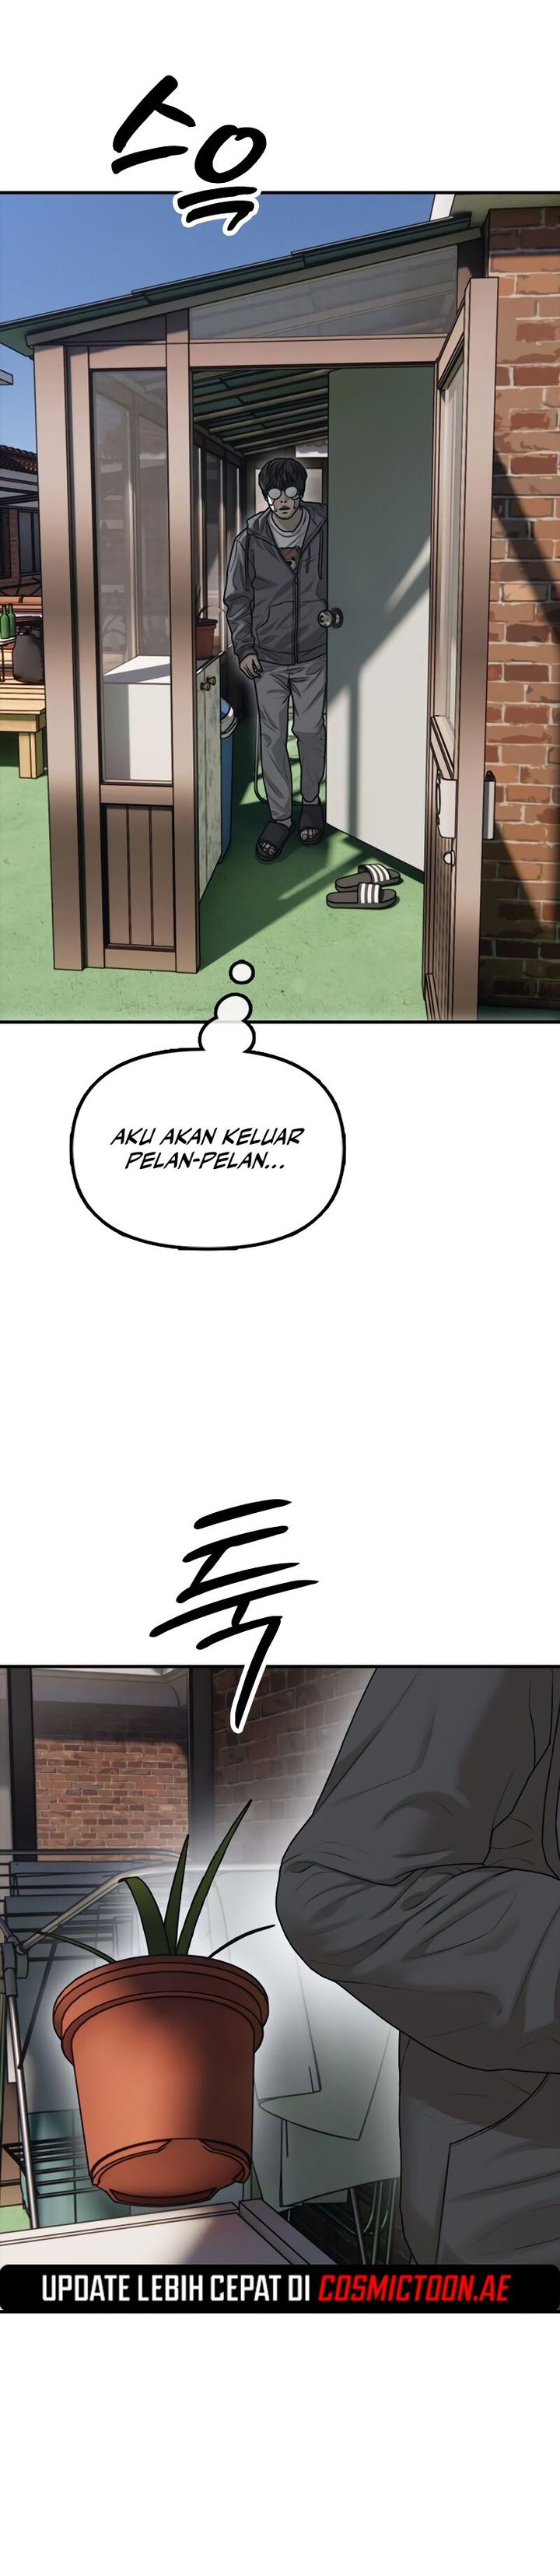 스윽
AKU AKAN KELUAR
PELAN-PELAN...
툭
UPDATE LEBIH CEPAT DI COSMICTOON.AE